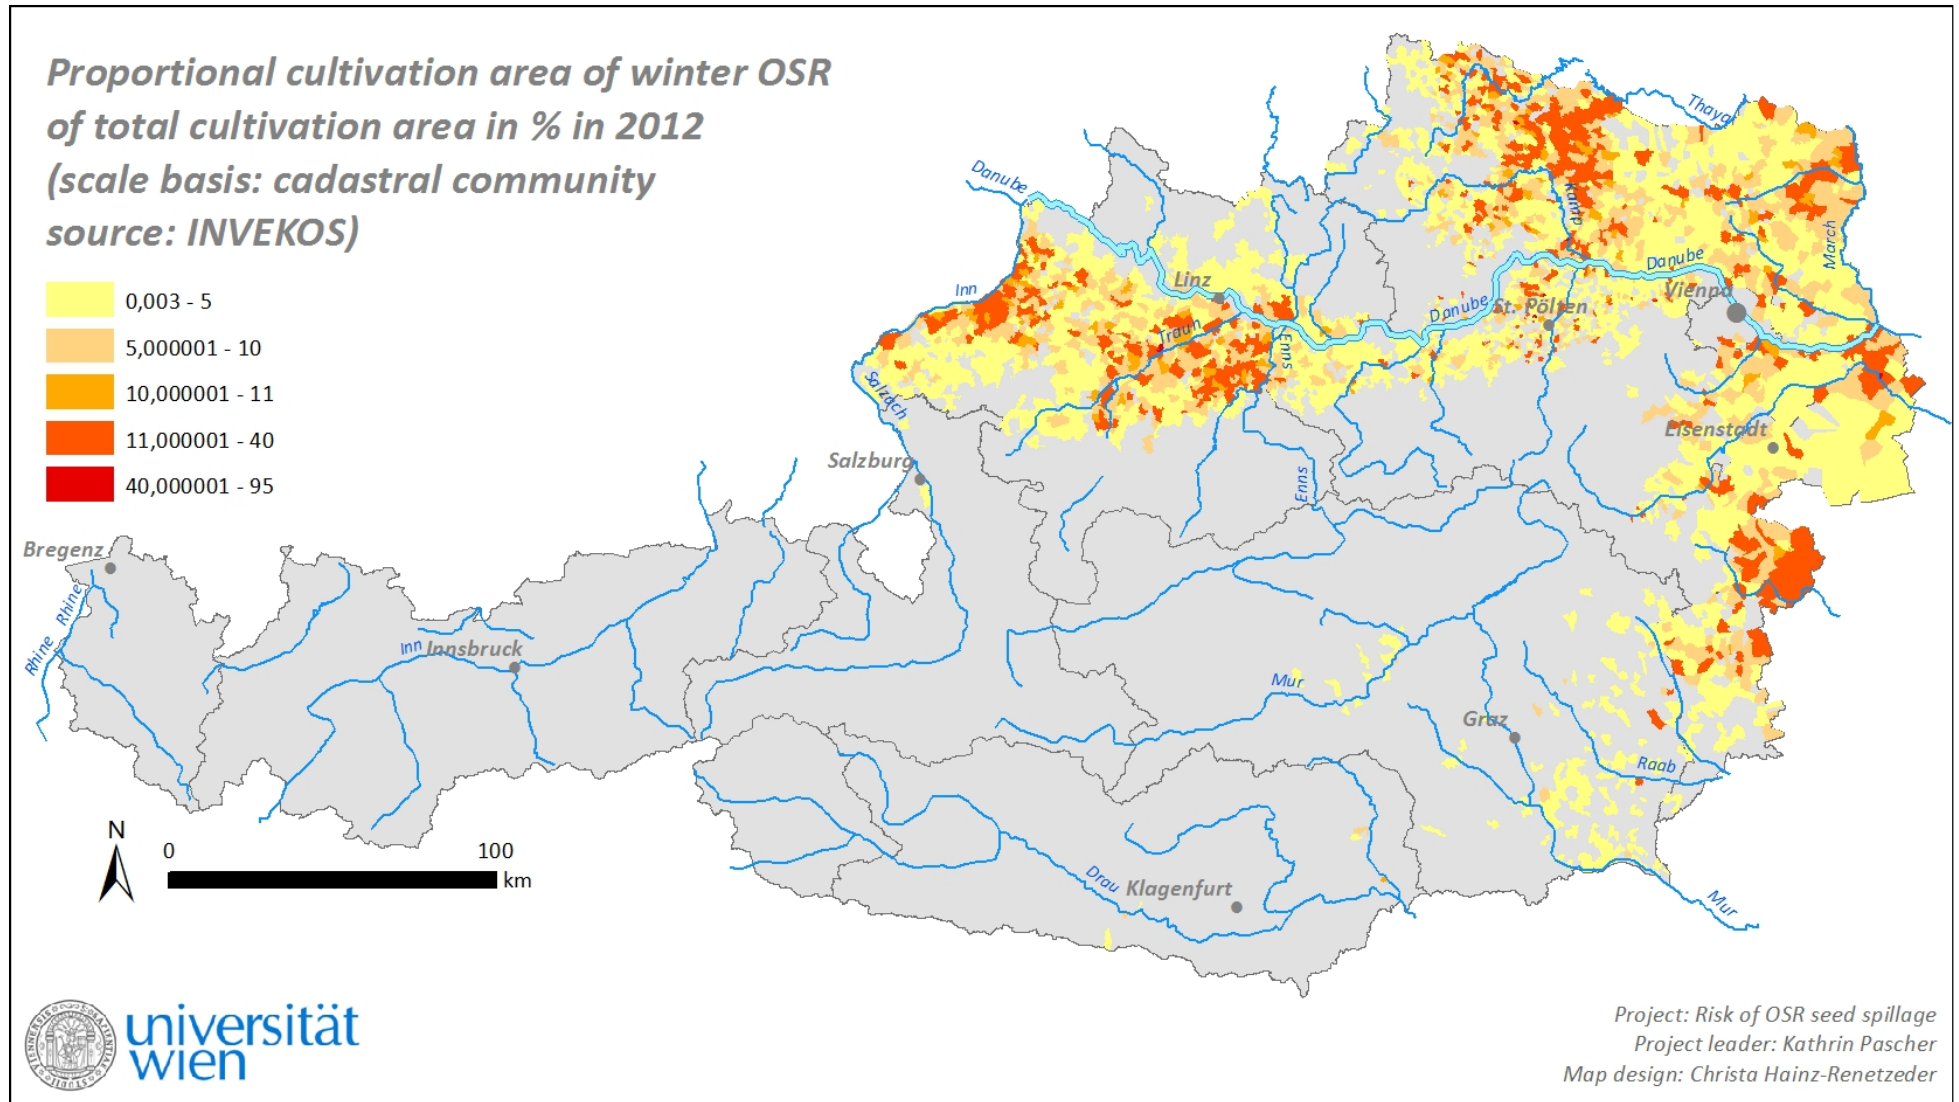 Proportional cultivation area of winter OSR
of total cultivation area in % in 2012
(scale basis: cadastral community
source: INVEKOS)
0,003 - 5
5,000001 - 10
10,000001 - 11
11,000001 - 40
40,000001 - 95
Danube
Thaya
Kamp
March
Danube
Vienna
Linz
Inn
Danube
St. Pölten
Traun
Enns
Salzach
Eisenstadt
Salzburg
Enns
Bregenz
Rhine
Rhine
Inn
Innsbruck
Mur
Graz
Raab
Drau
Klagenfurt
Mur
N
0
100
km
universität
wien
Project: Risk of OSR seed spillage
Project leader: Kathrin Pascher
Map design: Christa Hainz-Renetzeder